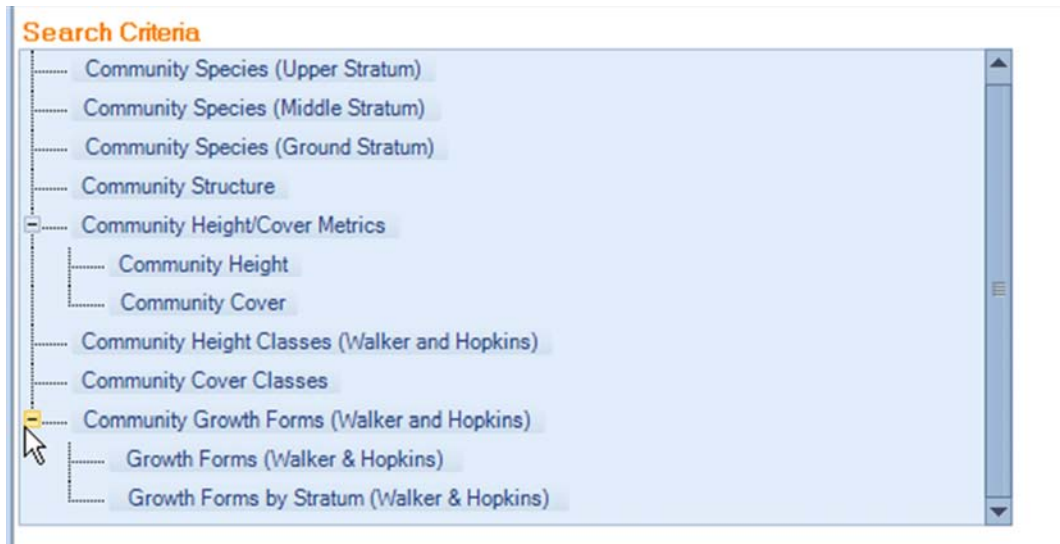 Search Criteria
Community Species (Upper Stratum)
Community Species (Middle Stratum)
Community Species (Ground Stratum)
Community Structure
Community Height/Cover Metrics
Community Height
Community Cover
Community Height Classes (Walker and Hopkins)
Community Cover Classes
Community Growth Forms (Walker and Hopkins)
Growth Forms (Walker & Hopkins)
Growth Forms by Stratum (Walker & Hopkins)